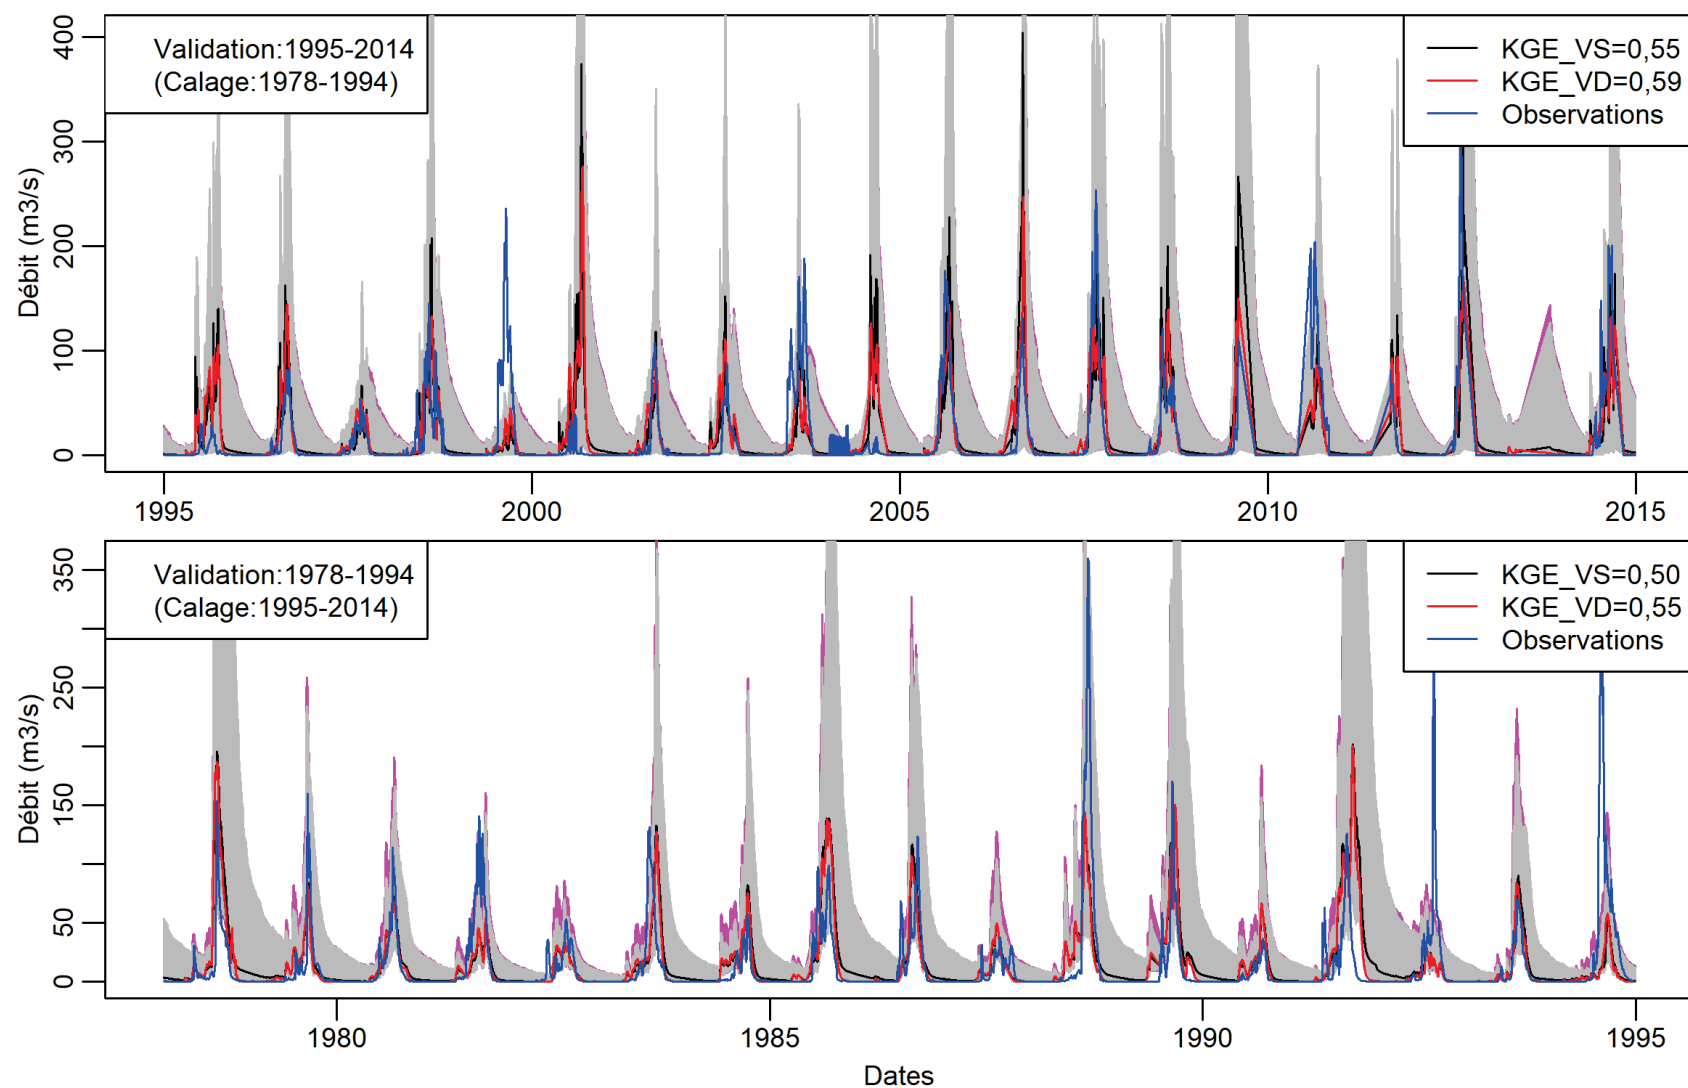 Validation:1995-2014
(Calage:1978-1994)
KGE_VS=0,55
KGE_VD=0,59
Observations
Débit (m3/s)
400
300
200
100
0
1995 2000 2005 2010 2015
Validation:1978-1994
(Calage:1995-2014)
KGE_VS=0,50
KGE_VD=0,55
Observations
Débit (m3/s)
350
250
150
50
0
1980 1985 1990 1995
Dates